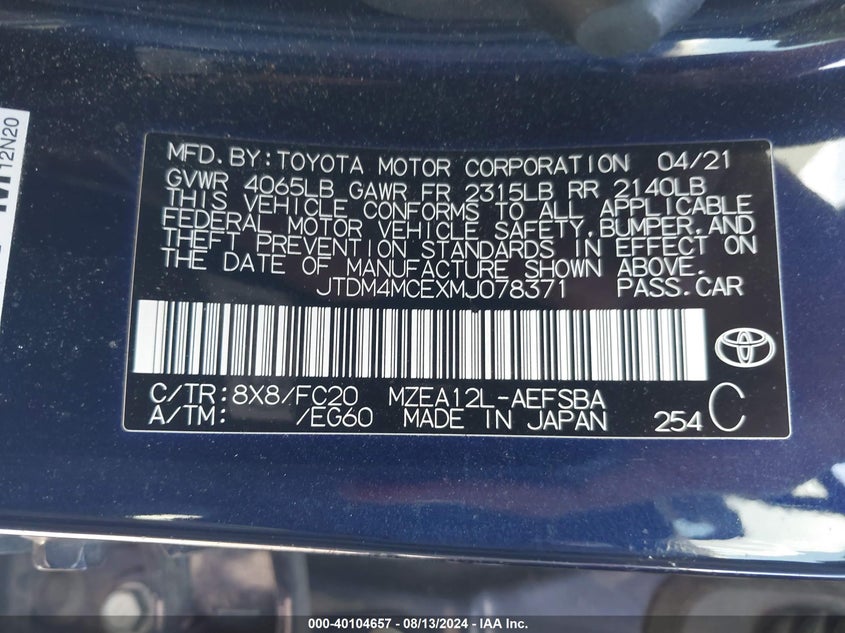 12N20
MFD.BY:TOYOTA MOTOR CORPORATION 04/21
GVWR 4065LB GAWR FR 2315LB RR 2140LB
THIS VEHICLE CONFORMS TO ALL APPLICABLE
FEDERAL MOTOR VEHICLE SAFETY,BUMPER,AND
THEFT PREVENTION STANDARDS IN EFFECT ON
THE DATE OF MANUFACTURE SHOWN ABOVE.
JTDM4MCEXMJ078371 PASS.CAR
C/TR:8X8/FC20 MZEA12L-AEFSBA
A/TM: /EG60 MADE IN JAPAN 254 C
000-40104657 - 08/13/2024 - IAA Inc.